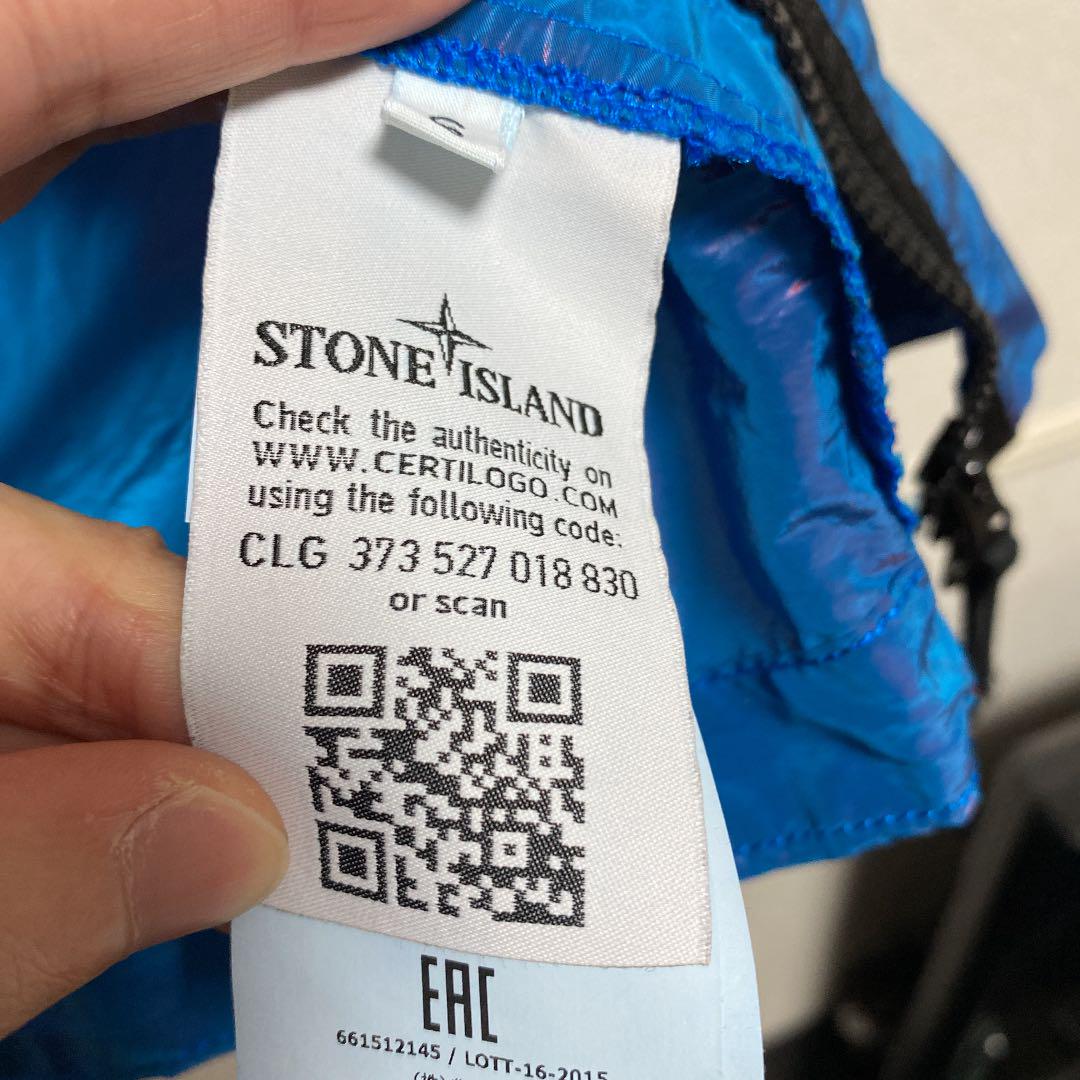 STONE ISLAND
Check the authenticity on
WWW.CERTILOGO.COM
using the following code:
CLG 373 527 018 830
or scan
EAC
661512145 / LOTT-16-2015